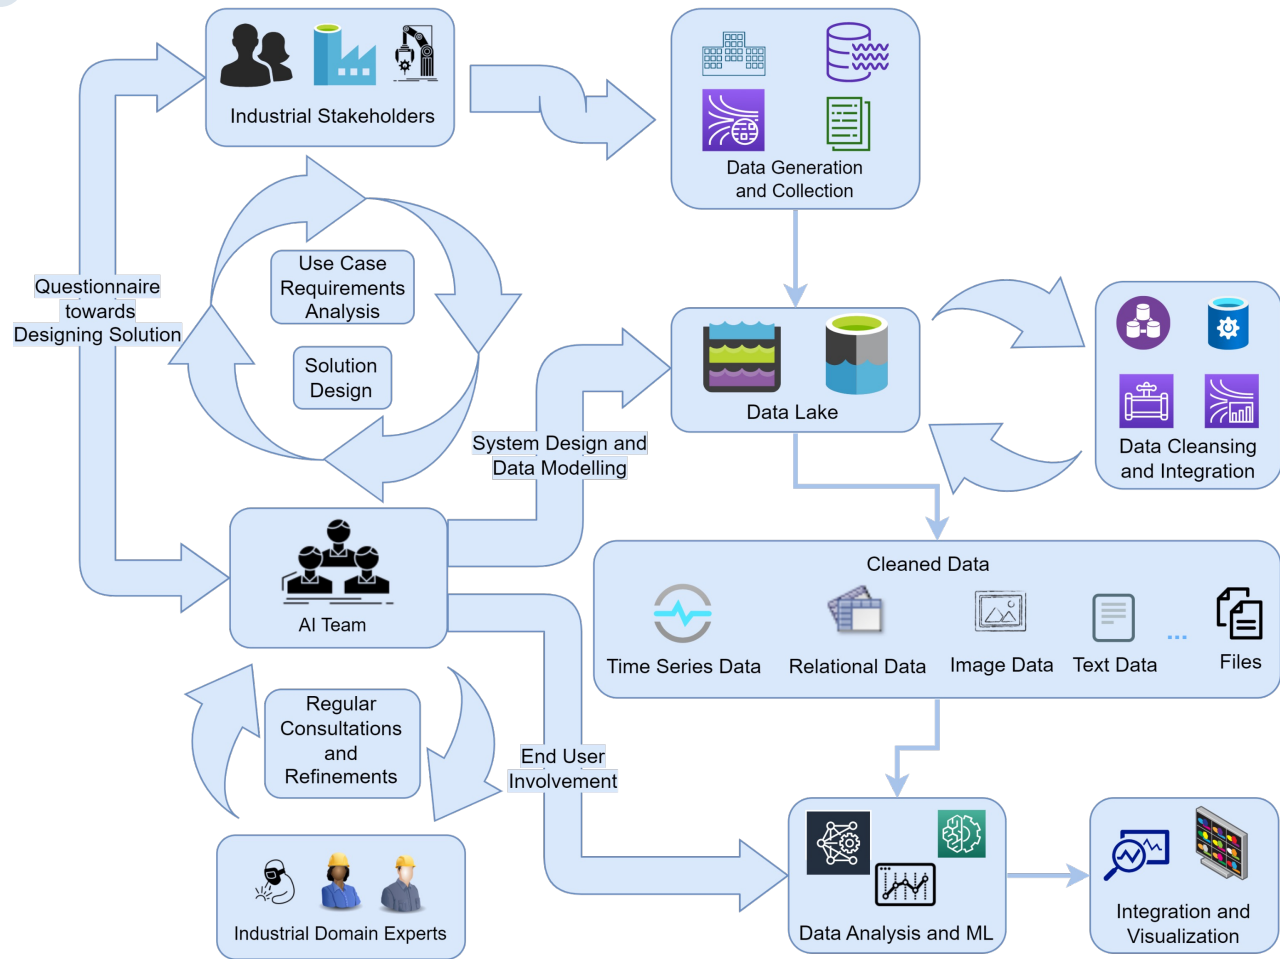 Industrial Stakeholders
Data Generation
and Collection
Questionnaire
towards
Designing Solution
Use Case
Requirements
Analysis
Solution
Design
System Design and
Data Modelling
Data Lake
Data Cleansing
and Integration
AI Team
Cleaned Data
Time Series Data
Relational Data
Image Data
Text Data
...
Files
Regular
Consultations
and
Refinements
End User
Involvement
Industrial Domain Experts
Data Analysis and ML
Integration and
Visualization